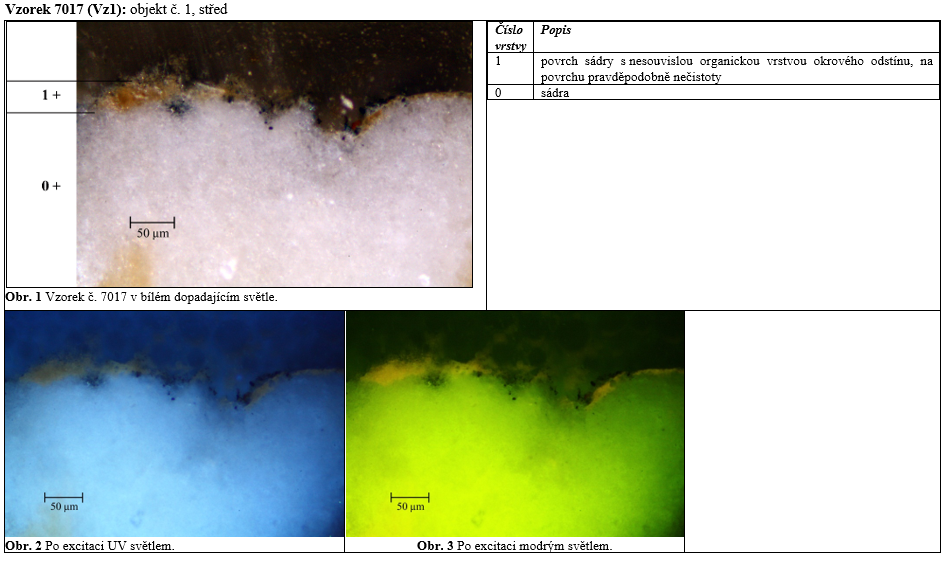 Vzorek 7017 (Vz1): objekt č. 1, střed
Číslo vrstvy
Popis
1
povrch sádry s nesouvislou organickou vrstvou okrového odstínu, na
povrchu pravděpodobně nečistoty
0
sádra
1 +
0 +
50 µm
Obr. 1 Vzorek č. 7017 v bílém dopadajícím světle.
50 µm
50 µm
Obr. 2 Po excitaci UV světlem.
Obr. 3 Po excitaci modrým světlem.